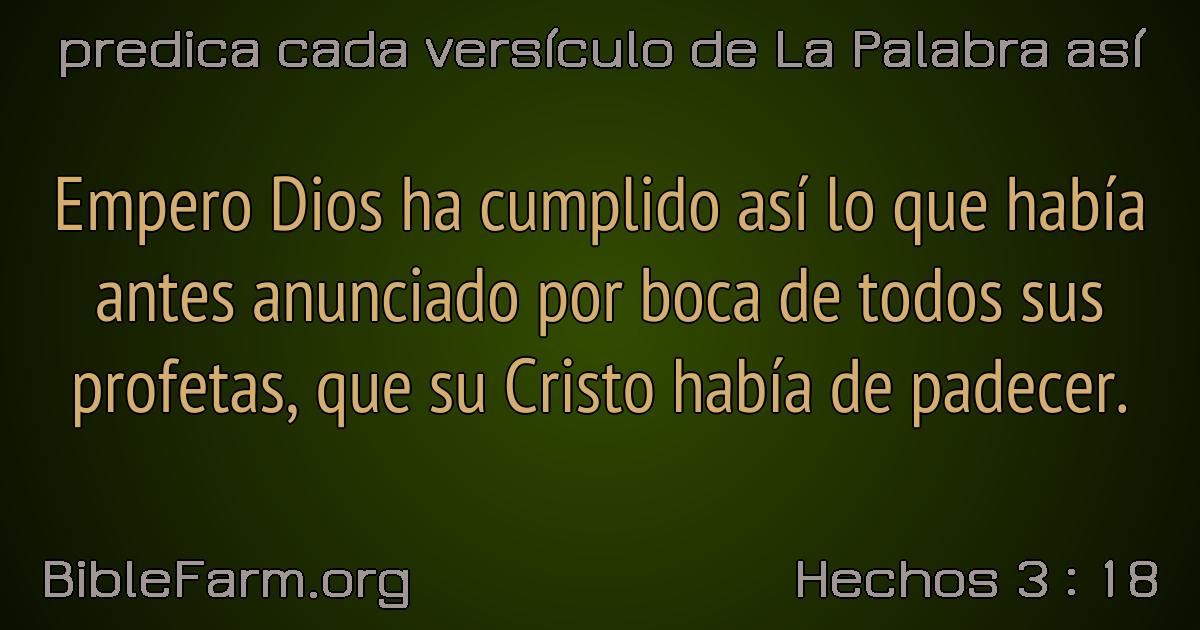 predica cada versículo de La Palabra así
Empero Dios ha cumplido así lo que había
antes anunciado por boca de todos sus
profetas, que su Cristo había de padecer.
BibleFarm.org
Hechos 3 : 18